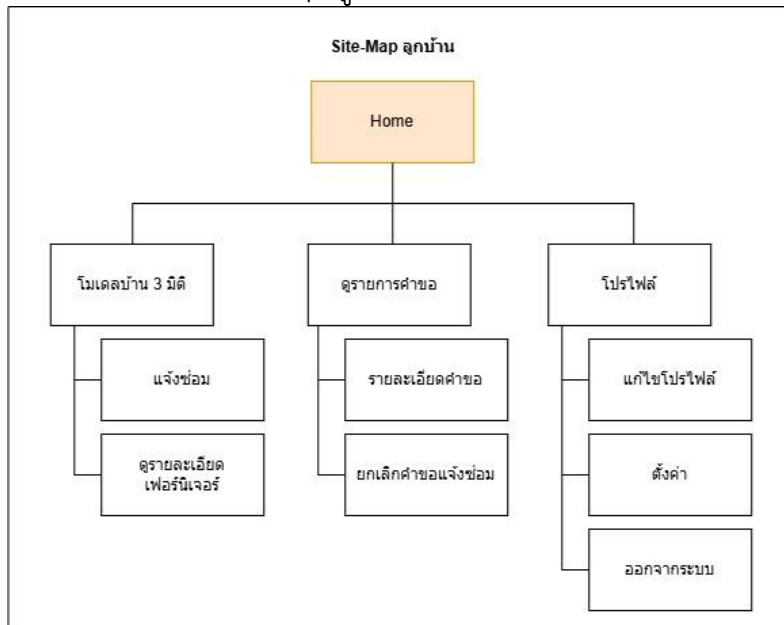 Site-Map ลูกบ้าน
Home
โมเดลบ้าน 3 มิติ
ดูรายการคำขอ
โปรไฟล์
แจ้งซ่อม
รายละเอียดคำขอ
แก้ไขโปรไฟล์
ดูรายละเอียด
เฟอร์นิเจอร์
ยกเลิกคำขอแจ้งซ่อม
ตั้งค่า
ออกจากระบบ